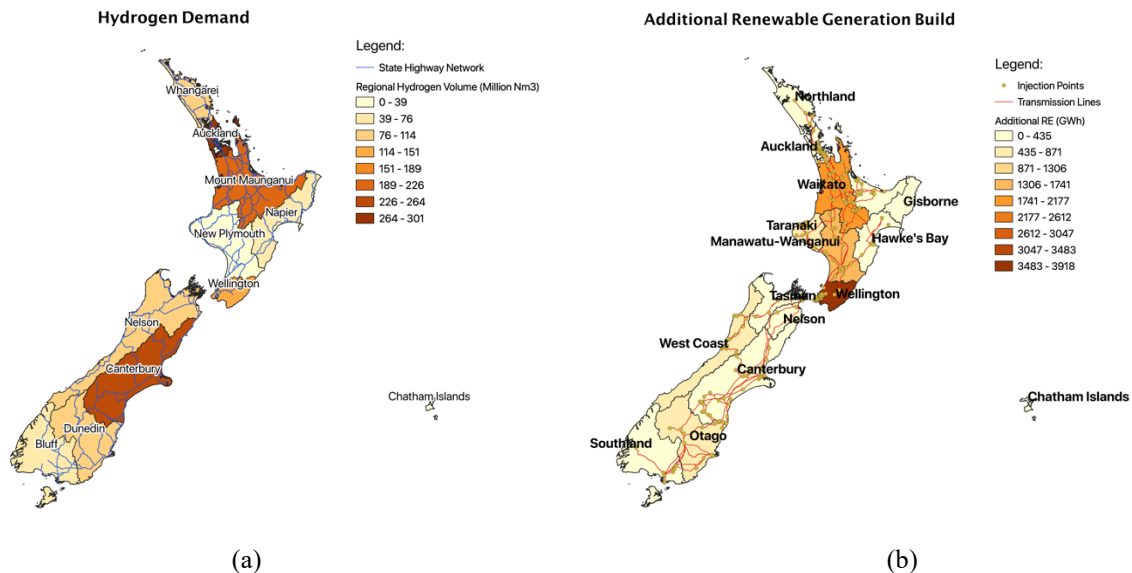 Hydrogen Demand
Legend:
State Highway Network
Regional Hydrogen Volume (Million Nm3)
0 - 39
39 - 76
76 - 114
114 - 151
151 - 189
189 - 226
226 - 264
264 - 301
Whangarei
Auckland
Mount Maunganui
Napier
New Plymouth
Wellington
Nelson
Canterbury
Dunedin
Bluff
Chatham Islands
(a)
Additional Renewable Generation Build
Legend:
Injection Points
Transmission Lines
Additional RE (GWh)
0 - 435
435 - 871
871 - 1306
1306 - 1741
1741 - 2177
2177 - 2612
2612 - 3047
3047 - 3483
3483 - 3918
Northland
Auckland
Waikato
Gisborne
Taranaki
Hawke's Bay
Manawatu-Wanganui
Tasman
Wellington
Nelson
West Coast
Canterbury
Chatham Islands
Otago
Southland
(b)